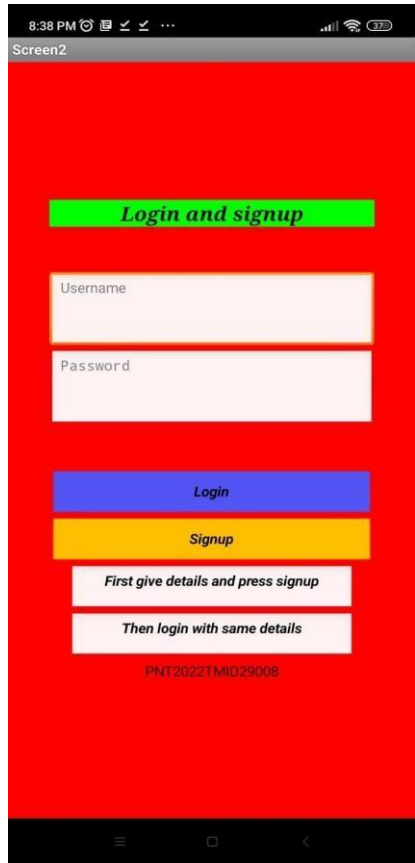 8:38 PM
37
Screen2
Login and signup
Username
Password
Login
Signup
First give details and press signup
Then login with same details
PNT2022TMID29008